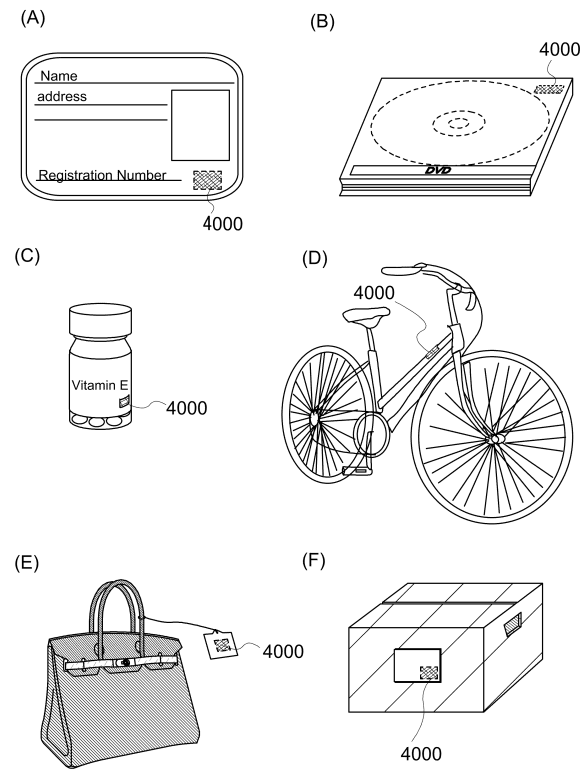 (A)
Name
address
Registration Number
4000
(B)
4000
DVD
(C)
Vitamin E
4000
(D)
4000
(E)
4000
(F)
4000